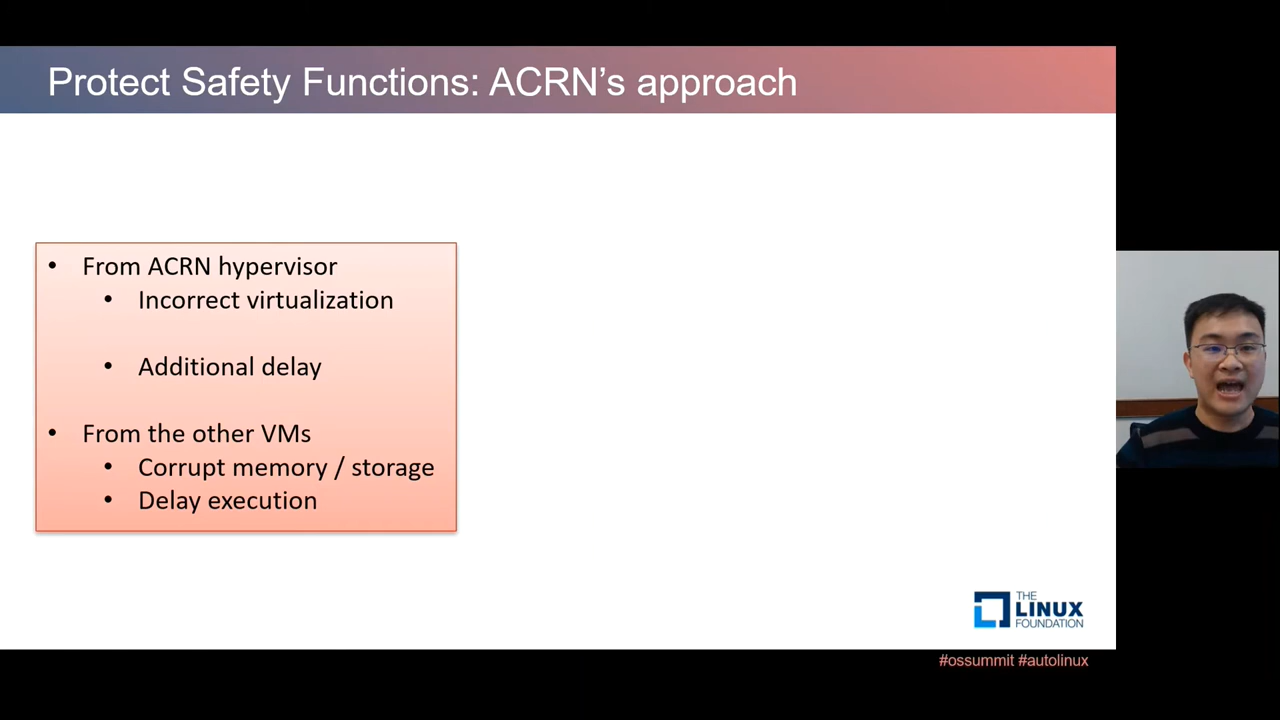 Protect Safety Functions: ACRN's approach
• From ACRN hypervisor
• Incorrect virtualization
• Additional delay
• From the other VMs
• Corrupt memory / storage
• Delay execution
THE
LINUX
FOUNDATION
#ossummit #autolinux